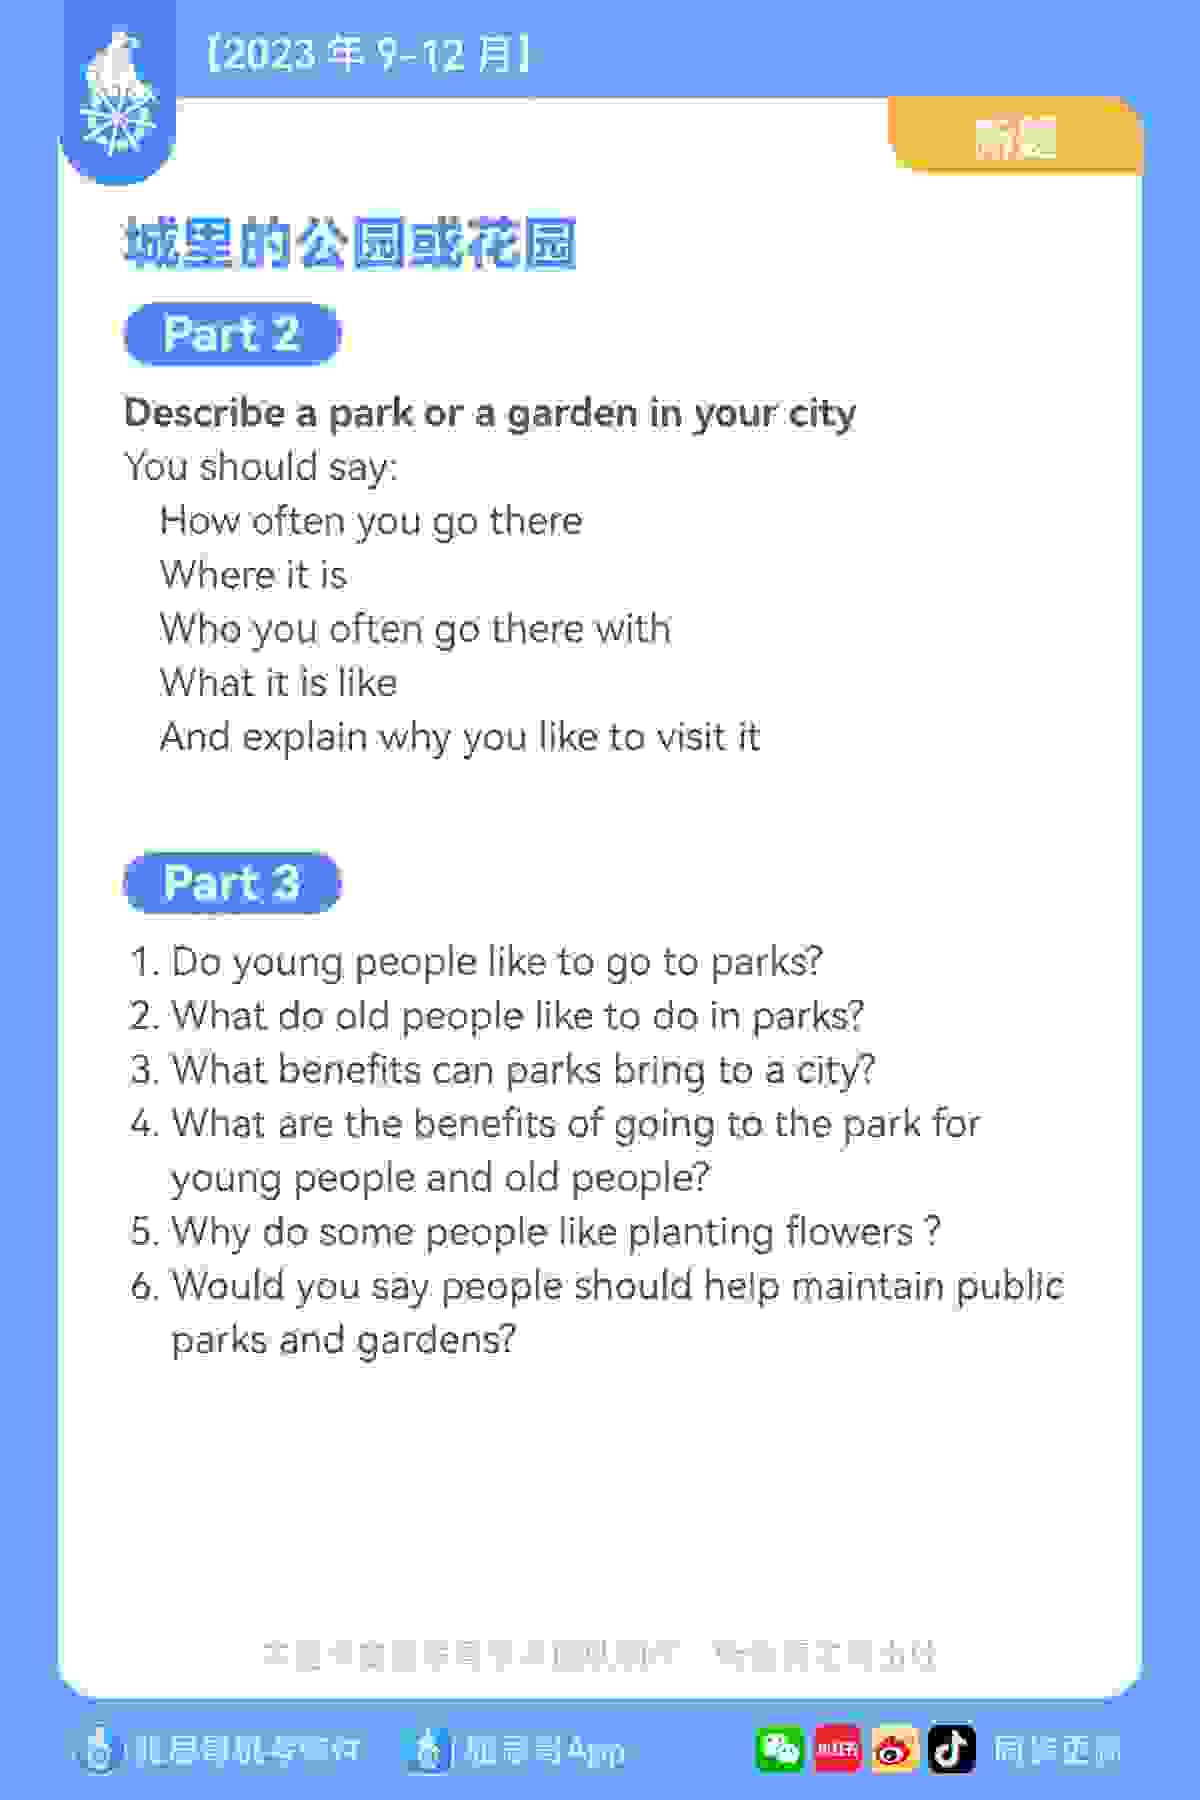 【2023 年 9-12 月】
新题
城里的公园或花园
Part 2
Describe a park or a garden in your city
You should say:
How often you go there
Where it is
Who you often go there with
What it is like
And explain why you like to visit it
Part 3
1. Do young people like to go to parks?
2. What do old people like to do in parks?
3. What benefits can parks bring to a city?
4. What are the benefits of going to the park for
young people and old people?
5. Why do some people like planting flowers ?
6. Would you say people should help maintain public
parks and gardens?
App
小红书